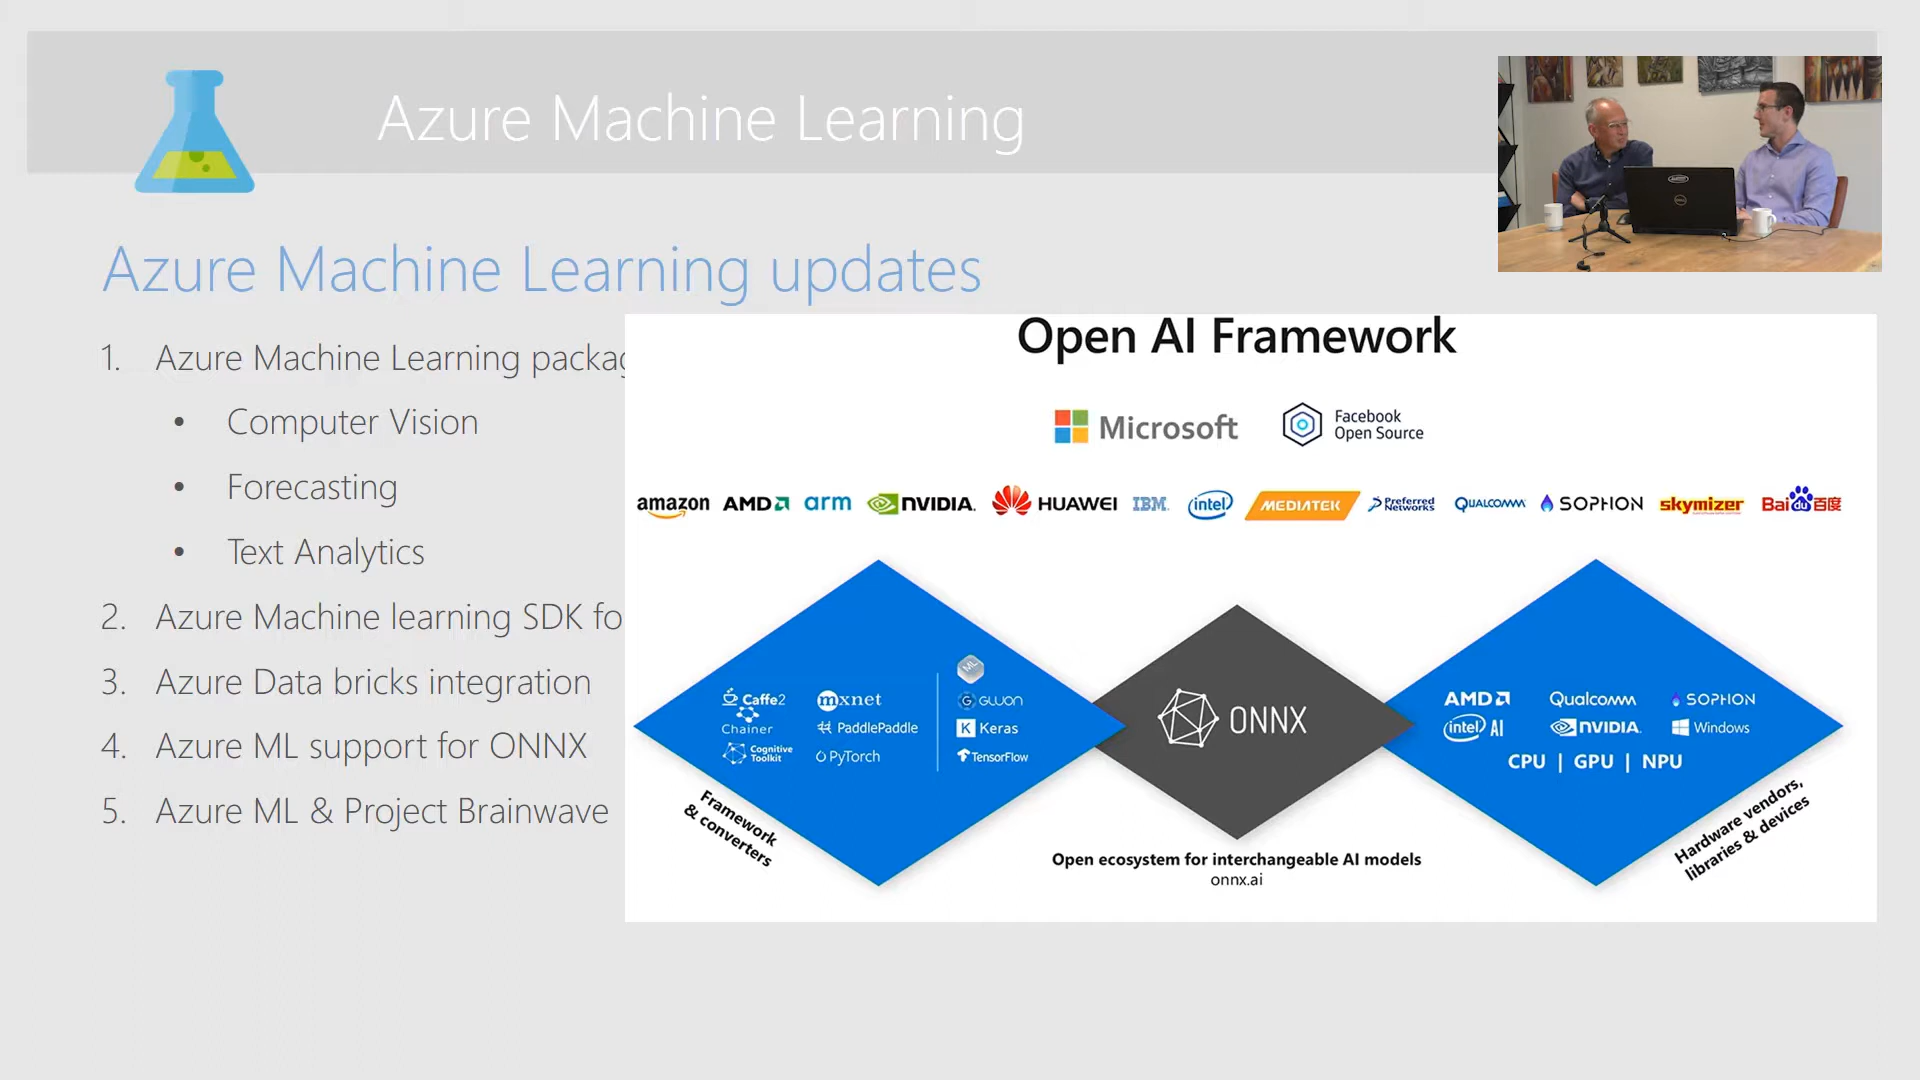 Azure Machine Learning
Azure Machine Learning updates
1. Azure Machine Learning packag
• Computer Vision
• Forecasting
• Text Analytics
2. Azure Machine learning SDK fo
3. Azure Data bricks integration
4. Azure ML support for ONNX
5. Azure ML & Project Brainwave
Open AI Framework
Microsoft
Facebook
Open Source
amazon AMD arm NVIDIA. HUAWEI IBM. intel MEDIATEK Preferred Networks QUALCOMM SOPHON skymizer Bai du 百度
ML
Caffe2 mxnet GLUON
Chainer PaddlePaddle Keras
Cognitive Toolkit PyTorch TensorFlow
Framework
& converters
ONNX
Open ecosystem for interchangeable AI models
onnx.ai
AMD Qualcomm SOPHON
intel AI NVIDIA. Windows
CPU | GPU | NPU
Hardware vendors,
libraries & devices